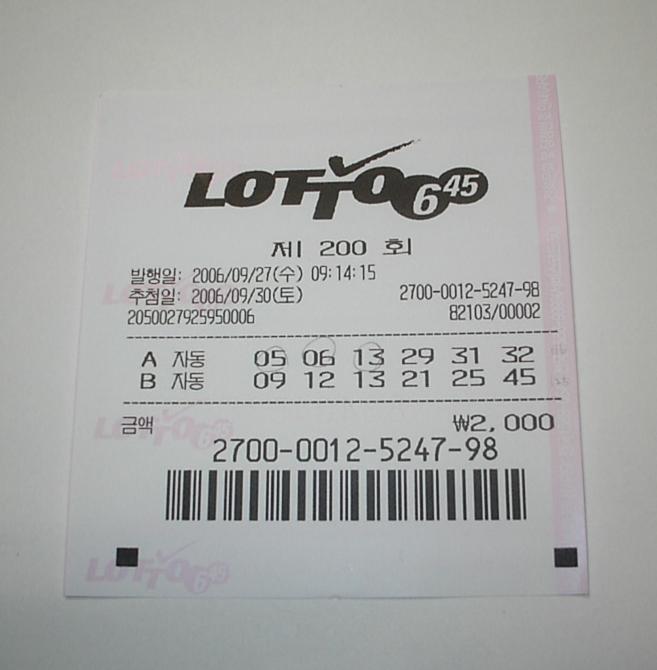 LOTTO 6 45
제 200 회
발행일: 2006/09/27(수) 09:14:15
추첨일: 2006/09/30(토) 2700-0012-5247-98
2050027925950006 82103/00002
A 자동 05 06 13 29 31 32
B 자동 09 12 13 21 25 45
금액 ₩2,000
2700-0012-5247-98